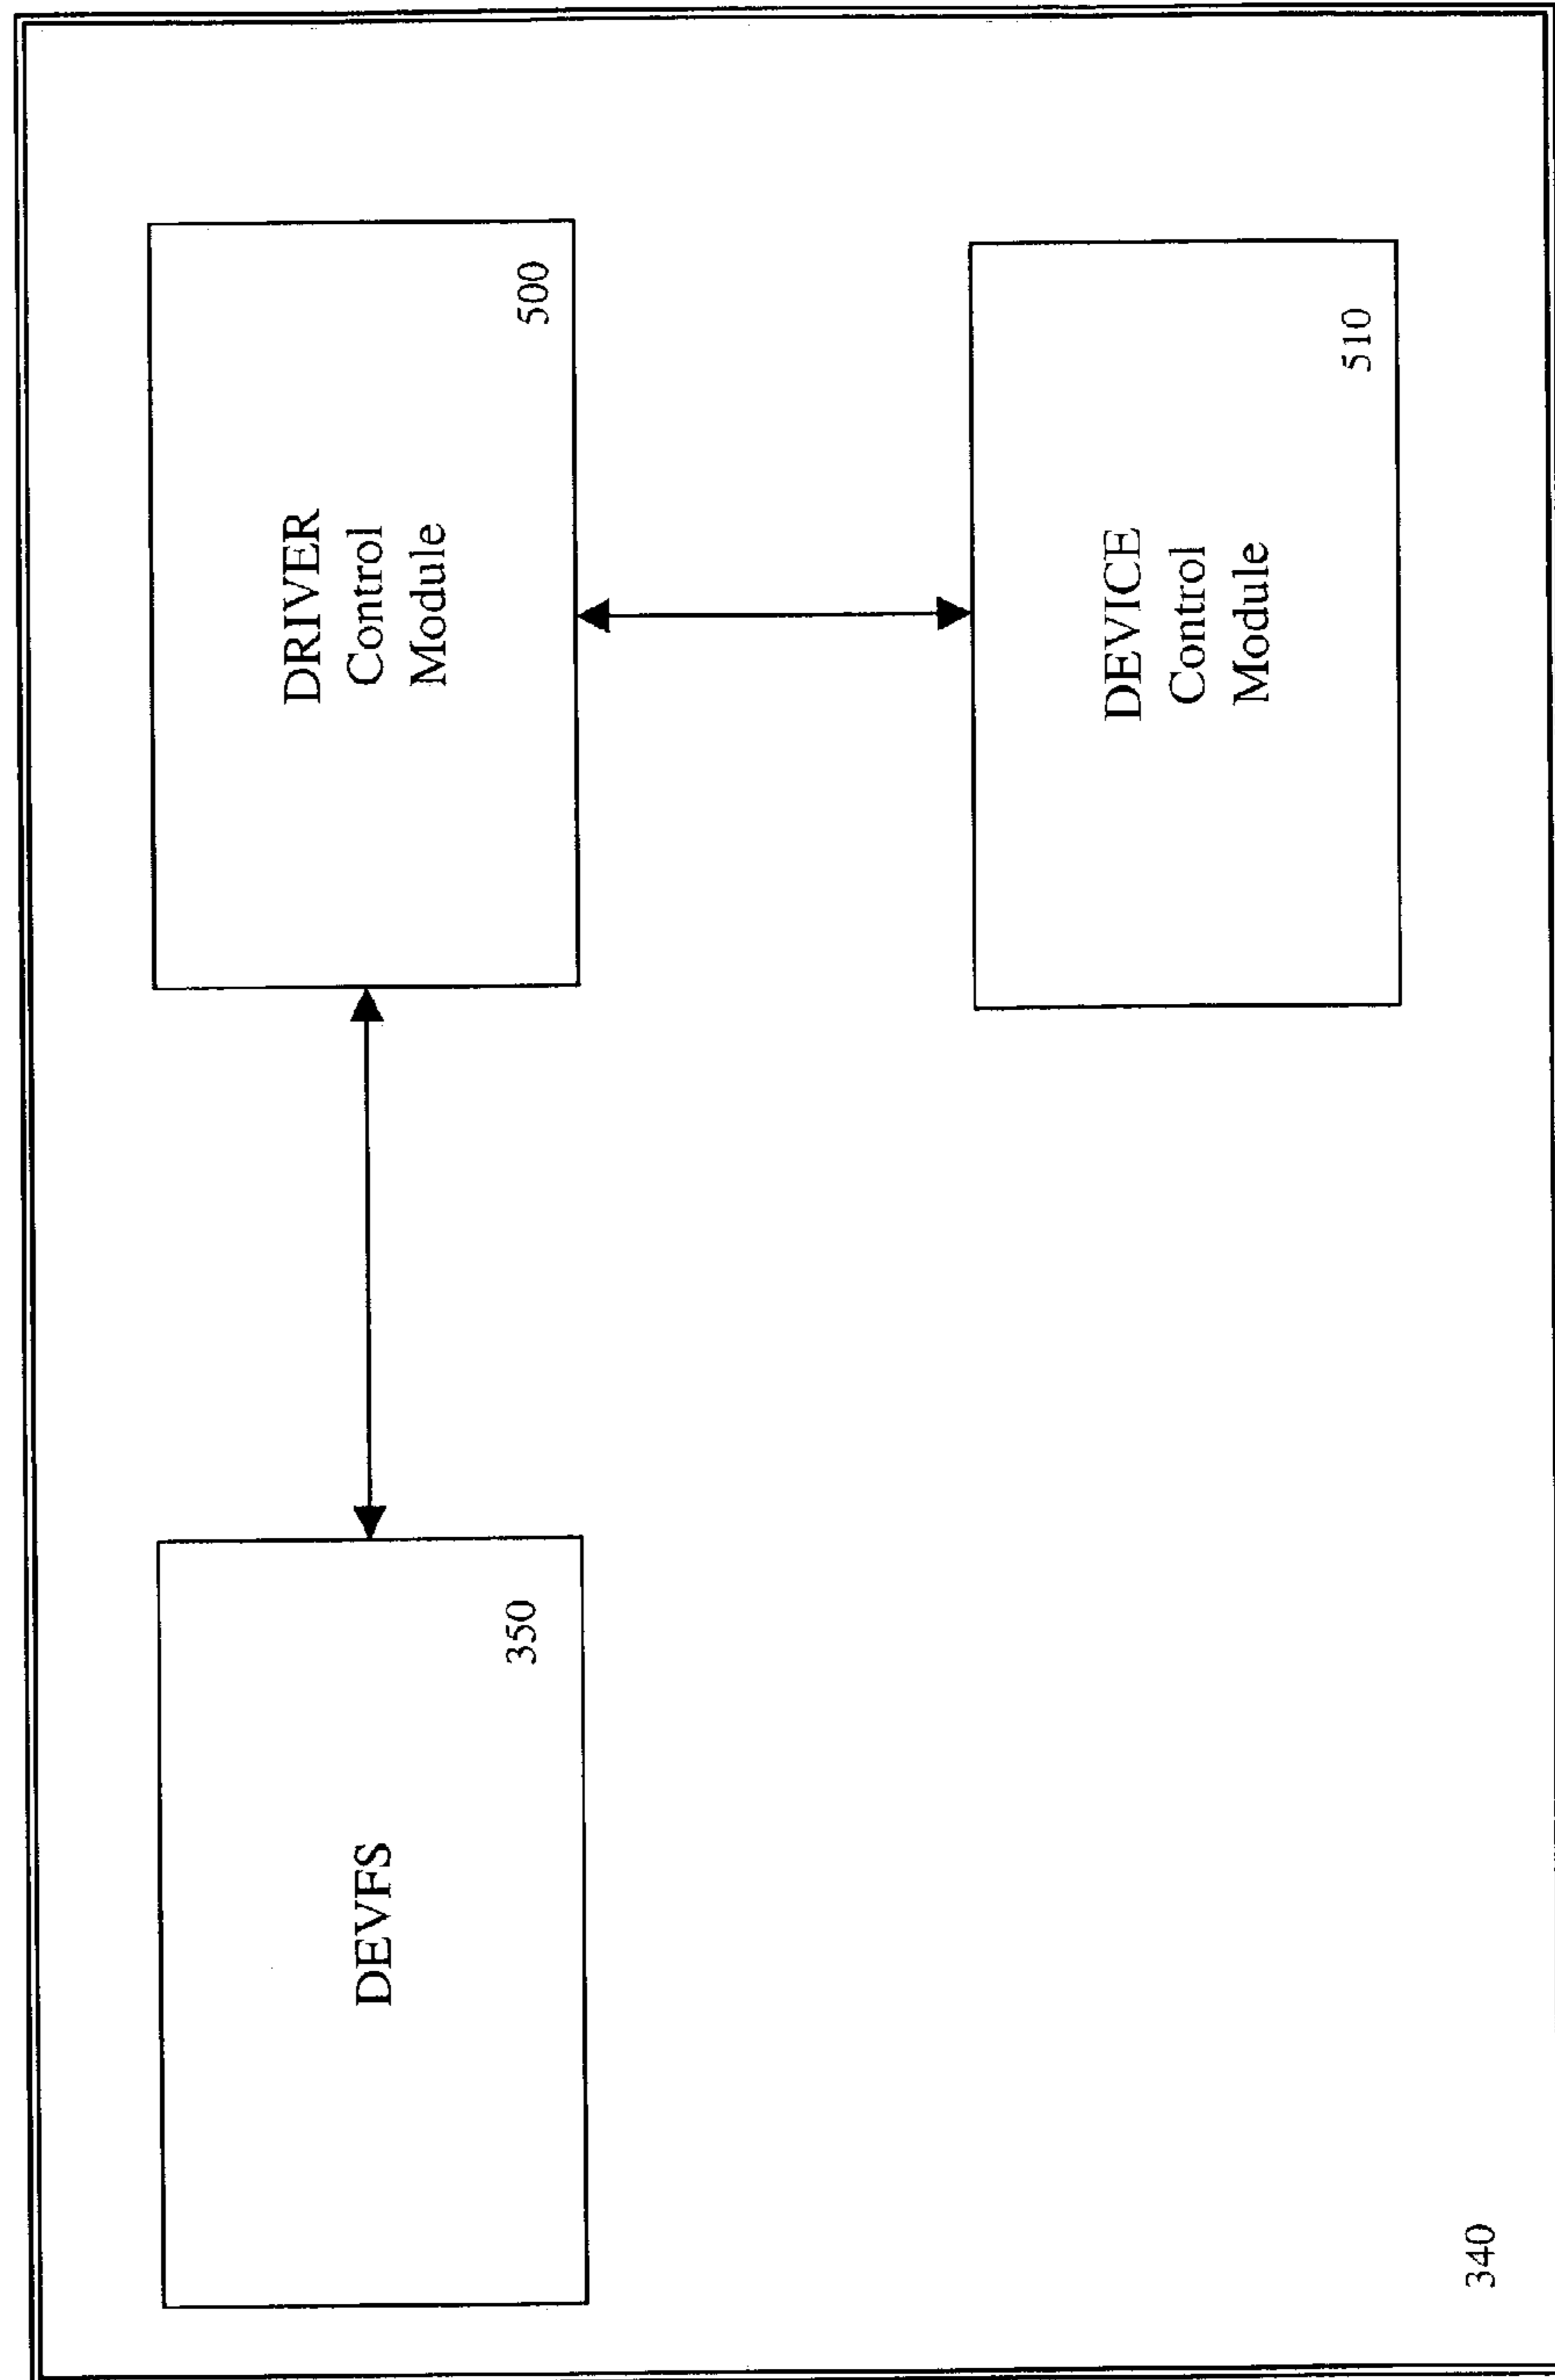 DEVFS
350
DRIVER
Control
Module
500
DEVICE
Control
Module
510
340